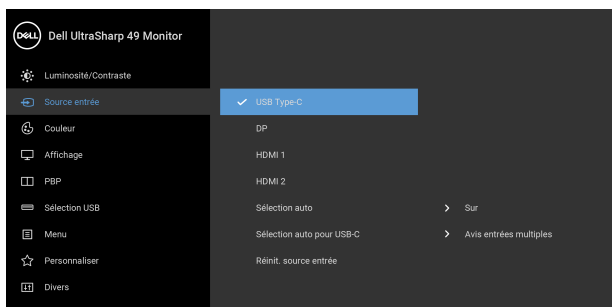 DELL
Dell UltraSharp 49 Monitor
Luminosité/Contraste
Source entrée
USB Type-C
Couleur
DP
Affichage
HDMI 1
PBP
HDMI 2
Sélection USB
Sélection auto
Sur
Menu
Sélection auto pour USB-C
Avis entrées multiples
Personnaliser
Réinit. source entrée
Divers